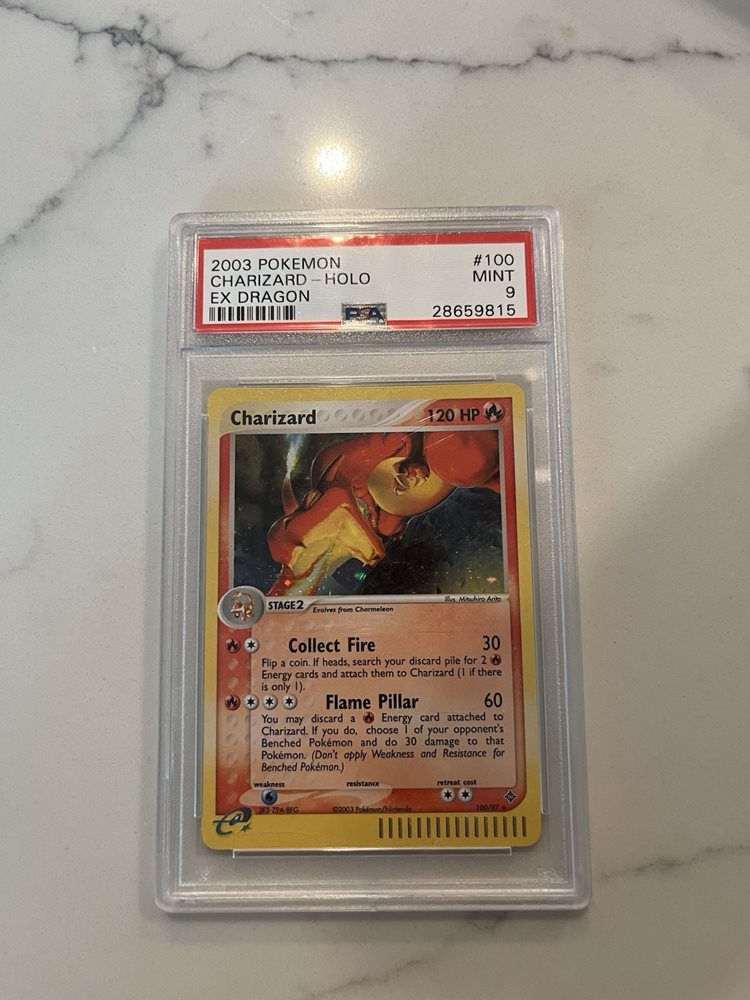 2003 POKEMON #100
CHARIZARD-HOLO MINT
EX DRAGON 9
PSA 28659815
Charizard 120 HP
Illus. Mitsuhiro Arita
STAGE2 Evolves from Charmeleon
Collect Fire 30
Flip a coin. If heads, search your discard pile for 2
Energy cards and attach them to Charizard (1 if there
is only 1).
Flame Pillar 60
You may discard a Energy card attached to
Charizard. If you do, choose 1 of your opponent's
Benched Pokémon and do 30 damage to that
Pokémon. (Don't apply Weakness and Resistance for
Benched Pokémon.)
weakness resistance retreat cost
3F3-Z9A-8FG ©2003 Pokémon/Nintendo 100/97
e